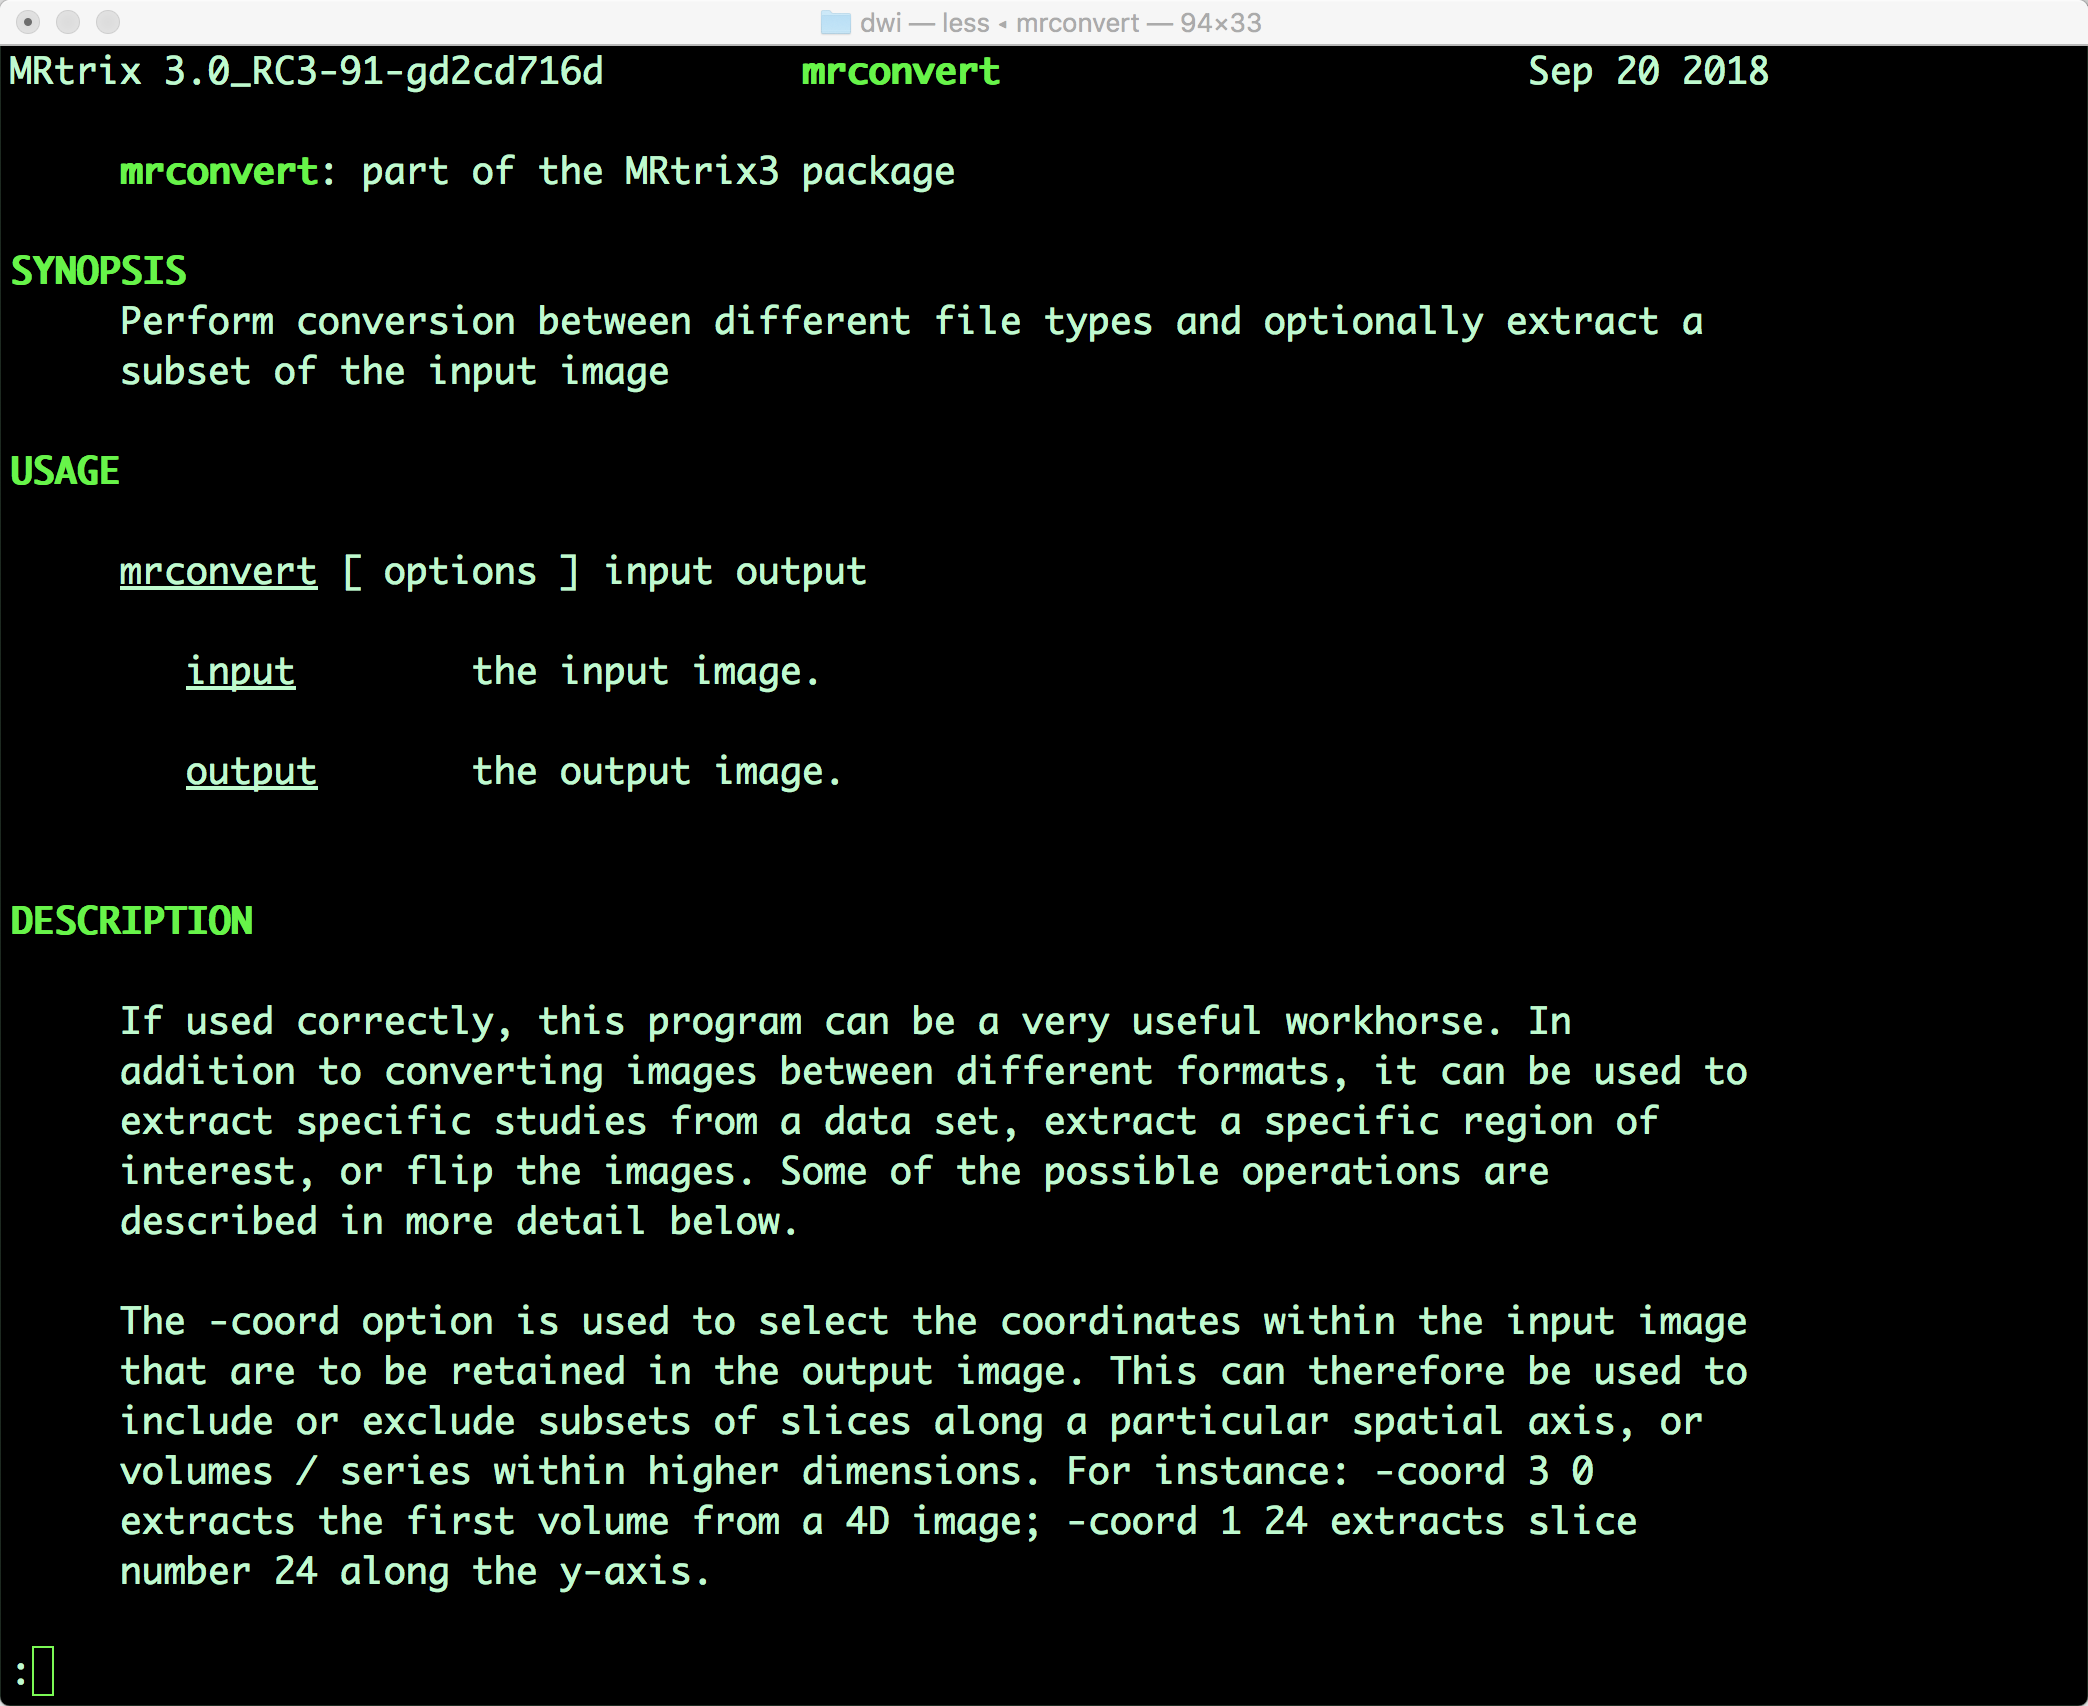 dwi — less ◂ mrconvert — 94×33
MRtrix 3.0_RC3-91-gd2cd716d mrconvert Sep 20 2018
mrconvert: part of the MRtrix3 package
SYNOPSIS
Perform conversion between different file types and optionally extract a
subset of the input image
USAGE
mrconvert [ options ] input output
input the input image.
output the output image.
DESCRIPTION
If used correctly, this program can be a very useful workhorse. In
addition to converting images between different formats, it can be used to
extract specific studies from a data set, extract a specific region of
interest, or flip the images. Some of the possible operations are
described in more detail below.
The -coord option is used to select the coordinates within the input image
that are to be retained in the output image. This can therefore be used to
include or exclude subsets of slices along a particular spatial axis, or
volumes / series within higher dimensions. For instance: -coord 3 0
extracts the first volume from a 4D image; -coord 1 24 extracts slice
number 24 along the y-axis.
: